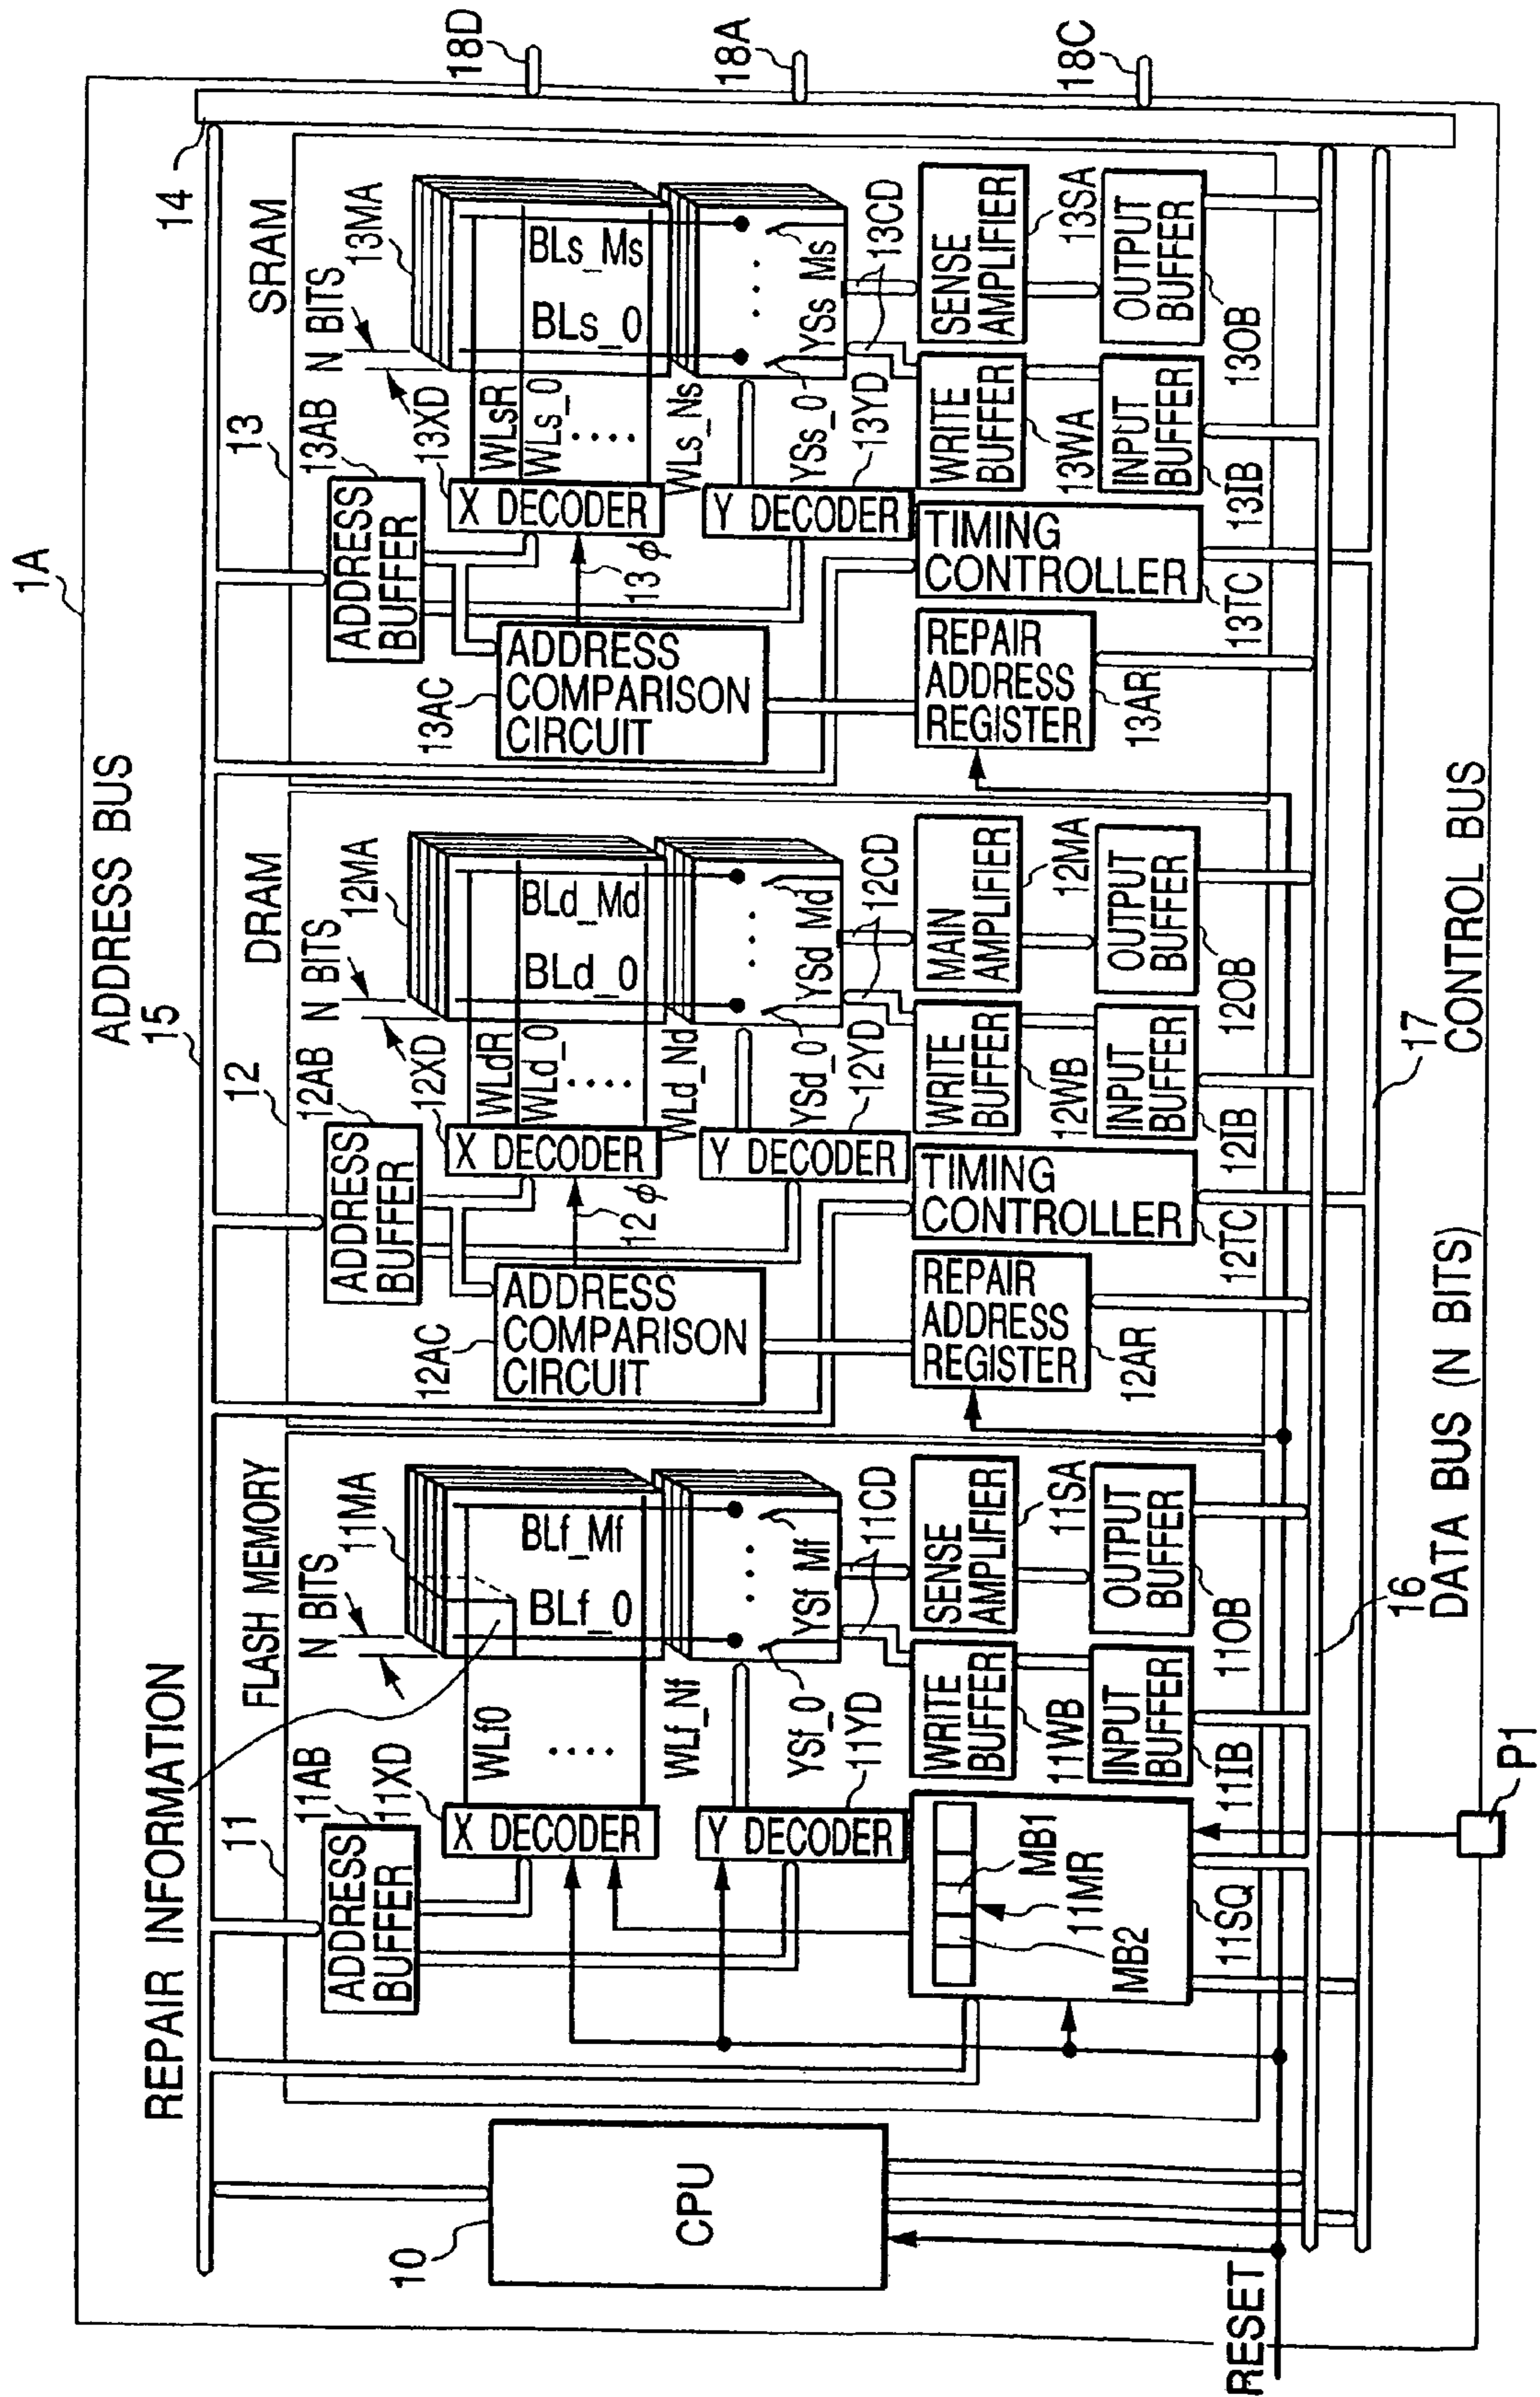 1A
ADDRESS BUS
15
REPAIR INFORMATION
10
CPU
RESET
11
FLASH MEMORY
N BITS
11AB
ADDRESS
BUFFER
11XD
X DECODER
11MA
WLf0
....
WLf_Nf
BLf_Mf
BLf_0
Y DECODER
11YD
YSf_0
YSf_Mf
11CD
MB1
11MR
MB2
11SQ
WRITE
BUFFER
11WB
SENSE
AMPLIFIER
11SA
INPUT
BUFFER
11IB
OUTPUT
BUFFER
11OB
12
DRAM
N BITS
12AB
ADDRESS
BUFFER
12XD
X DECODER
12MA
WLdR
WLd_0
....
WLd_Nd
BLd_Md
BLd_0
12AC
ADDRESS
COMPARISON
CIRCUIT
12ϕ
Y DECODER
12YD
YSd_0
YSd_Md
12CD
REPAIR
ADDRESS
REGISTER
12AR
TIMING
CONTROLLER
12TC
WRITE
BUFFER
12WB
MAIN
AMPLIFIER
12MA
INPUT
BUFFER
12IB
OUTPUT
BUFFER
12OB
13
SRAM
N BITS
13AB
ADDRESS
BUFFER
13XD
X DECODER
13MA
WLsR
WLs_0
....
WLs_Ns
BLs_Ms
BLs_0
13AC
ADDRESS
COMPARISON
CIRCUIT
13ϕ
Y DECODER
13YD
YSs_0
YSs_Ms
13CD
REPAIR
ADDRESS
REGISTER
13AR
TIMING
CONTROLLER
13TC
WRITE
BUFFER
13WA
SENSE
AMPLIFIER
13SA
INPUT
BUFFER
13IB
OUTPUT
BUFFER
13OB
14
18D
18A
18C
16
DATA BUS (N BITS)
17
CONTROL BUS
P1